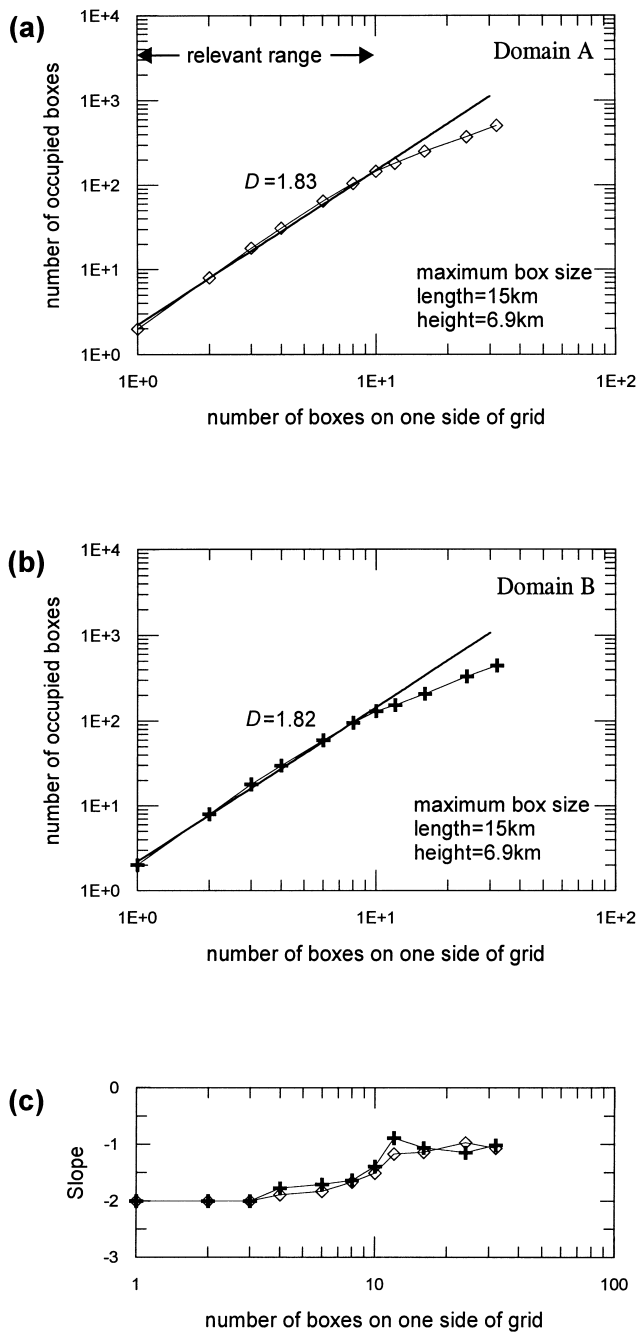 (a)
1E+4
relevant range
Domain A
1E+3
number of occupied boxes
D=1.83
1E+2
1E+1
maximum box size
length=15km
height=6.9km
1E+0
1E+0
1E+1
1E+2
number of boxes on one side of grid
(b)
1E+4
Domain B
1E+3
number of occupied boxes
D=1.82
1E+2
1E+1
maximum box size
length=15km
height=6.9km
1E+0
1E+0
1E+1
1E+2
number of boxes on one side of grid
(c)
0
-1
Slope
-2
-3
1
10
100
number of boxes on one side of grid